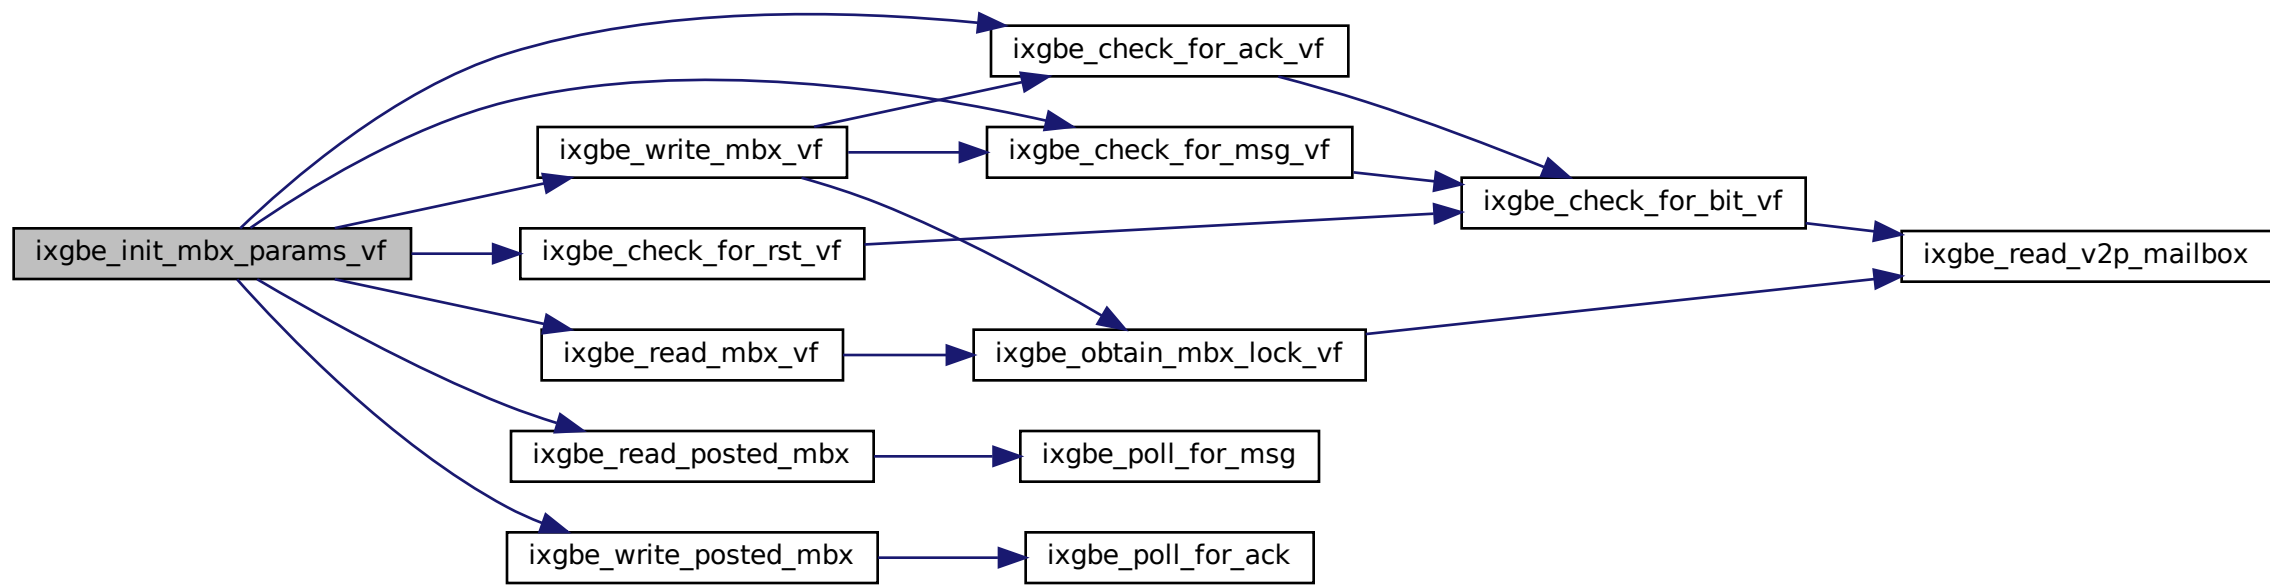 ixgbe_check_for_ack_vf
ixgbe_write_mbx_vf
ixgbe_check_for_msg_vf
ixgbe_check_for_bit_vf
ixgbe_init_mbx_params_vf
ixgbe_check_for_rst_vf
ixgbe_read_v2p_mailbox
ixgbe_read_mbx_vf
ixgbe_obtain_mbx_lock_vf
ixgbe_read_posted_mbx
ixgbe_poll_for_msg
ixgbe_write_posted_mbx
ixgbe_poll_for_ack